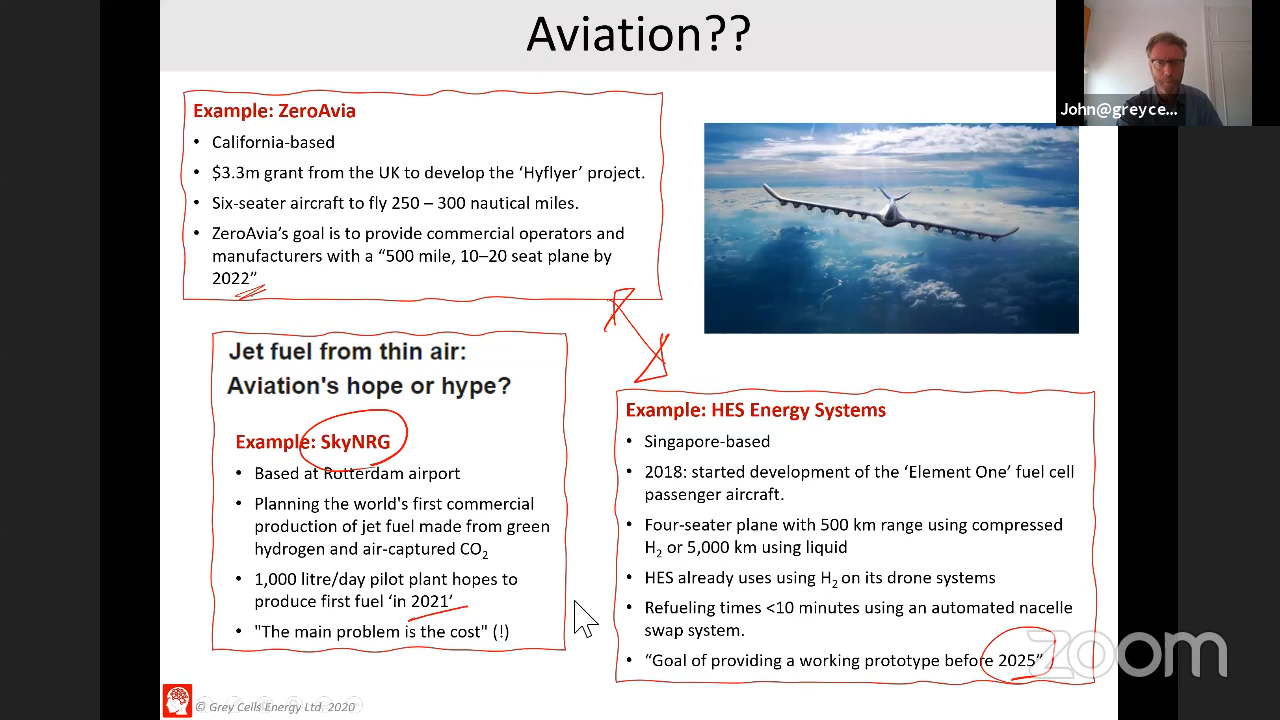 Aviation??
John@greyce...
Example: ZeroAvia
• California-based
• $3.3m grant from the UK to develop the ‘Hyflyer’ project.
• Six-seater aircraft to fly 250 – 300 nautical miles.
• ZeroAvia’s goal is to provide commercial operators and
manufacturers with a “500 mile, 10–20 seat plane by
2022”
Jet fuel from thin air:
Aviation's hope or hype?
Example: SkyNRG
• Based at Rotterdam airport
• Planning the world's first commercial
production of jet fuel made from green
hydrogen and air-captured CO₂
• 1,000 litre/day pilot plant hopes to
produce first fuel ‘in 2021’
• "The main problem is the cost" (!)
Example: HES Energy Systems
• Singapore-based
• 2018: started development of the ‘Element One’ fuel cell
passenger aircraft.
• Four-seater plane with 500 km range using compressed
H₂ or 5,000 km using liquid
• HES already uses using H₂ on its drone systems
• Refueling times <10 minutes using an automated nacelle
swap system.
• “Goal of providing a working prototype before 2025”
zoom
© Grey Cells Energy Ltd. 2020